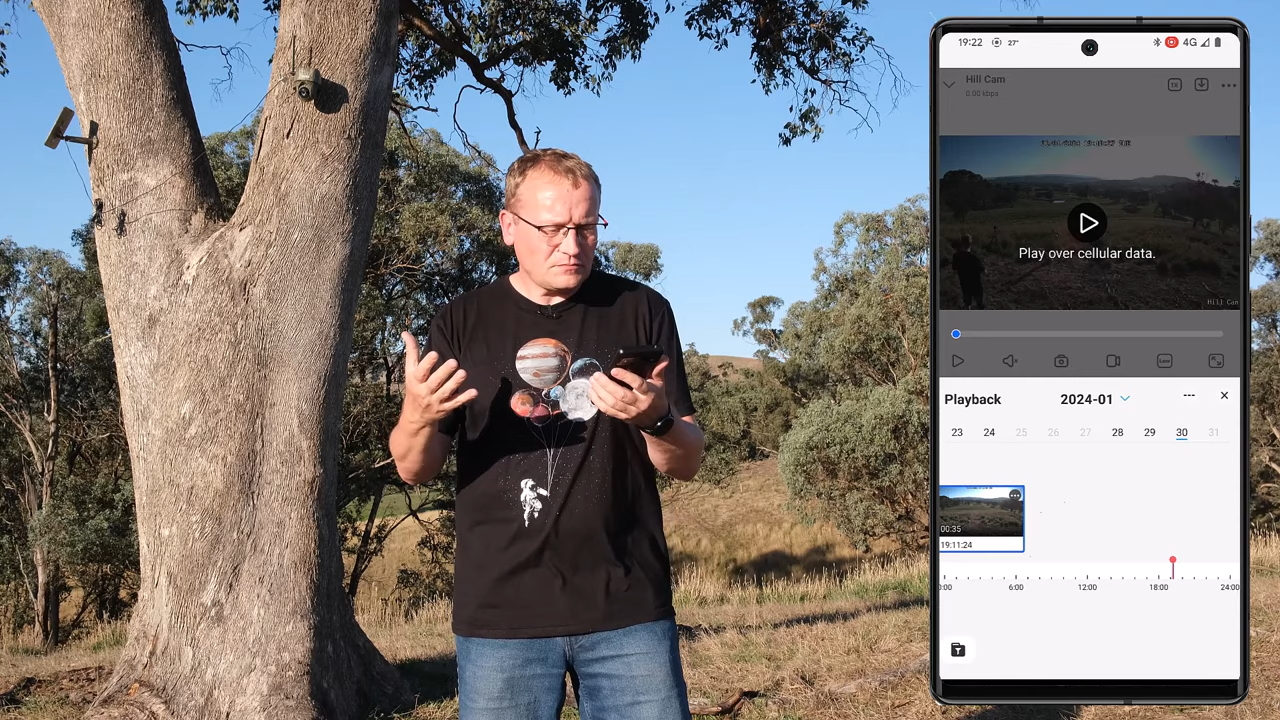 19:22 27° 4G
Hill Cam
0.00 kbps
1X
Play over cellular data.
Hill Cam
Low
Playback 2024-01 ---
23 24 25 26 27 28 29 30 31
00:35
19:11:24
0:00 6:00 12:00 18:00 24:00